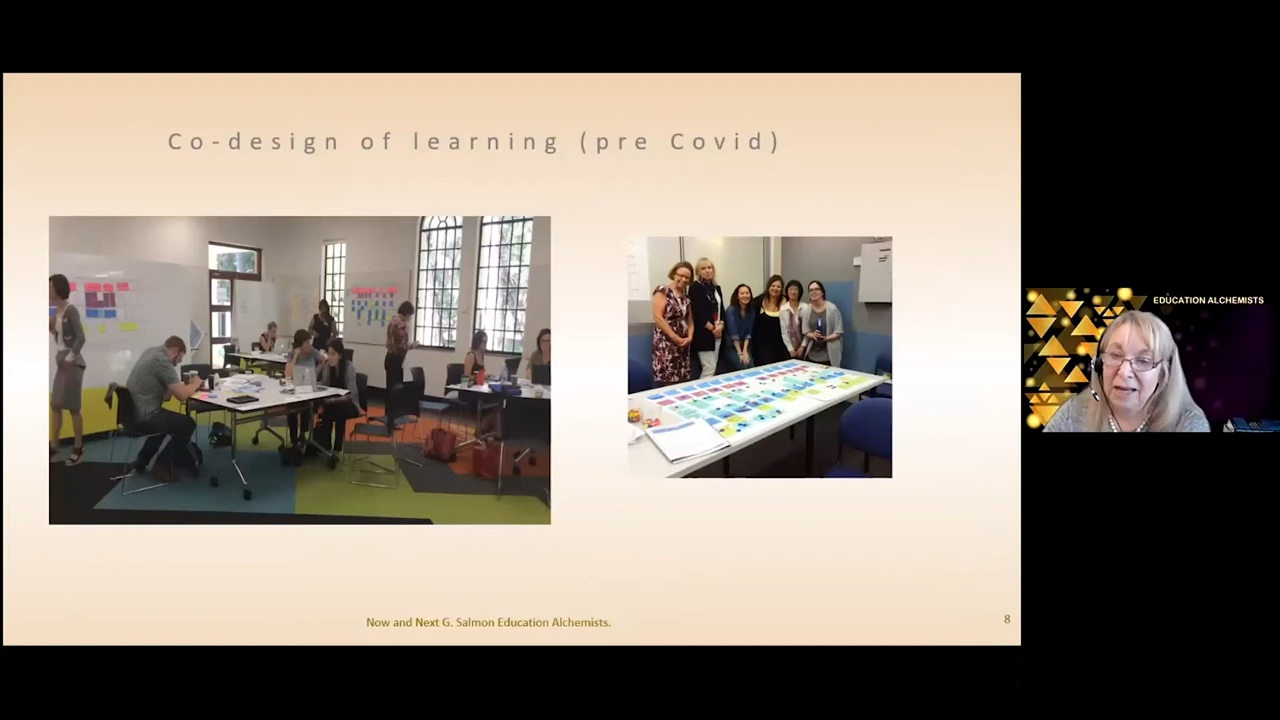 Co-design of learning (pre Covid)
EDUCATION ALCHEMISTS
Now and Next G. Salmon Education Alchemists.
8